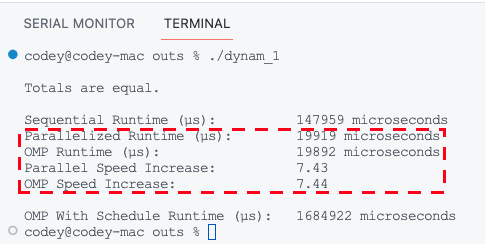 SERIAL MONITOR TERMINAL
codey@codey-mac outs % ./dynam_1
Totals are equal.
Sequential Runtime (µs): 147959 microseconds
Parallelized Runtime (µs): 19919 microseconds
OMP Runtime (µs): 19892 microseconds
Parallel Speed Increase: 7.43
OMP Speed Increase: 7.44
OMP With Schedule Runtime (µs): 1684922 microseconds
codey@codey-mac outs %